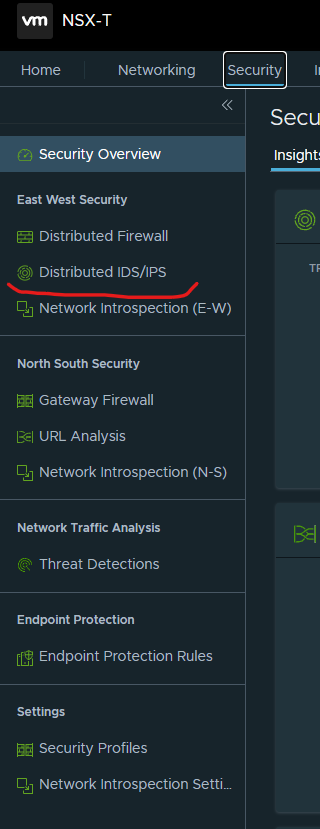 vm NSX-T
Home Networking Security I
Secu
Security Overview
Insights
East West Security
Distributed Firewall
Distributed IDS/IPS
TF
Network Introspection (E-W)
North South Security
Gateway Firewall
URL Analysis
Network Introspection (N-S)
Network Traffic Analysis
Threat Detections
Endpoint Protection
Endpoint Protection Rules
Settings
Security Profiles
Network Introspection Setti...